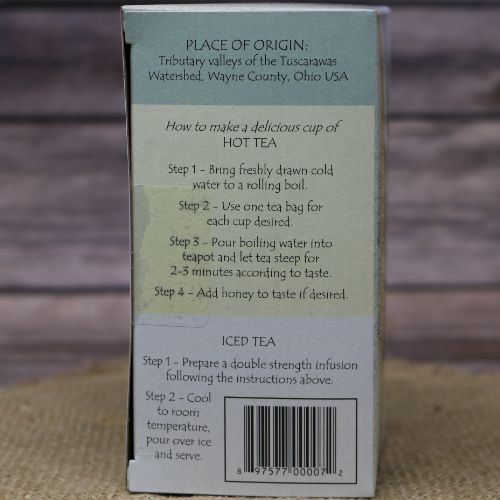 PLACE OF ORIGIN:
Tributary valleys of the Tuscarawas
Watershed, Wayne County, Ohio USA
How to make a delicious cup of
HOT TEA
Step 1 - Bring freshly drawn cold
water to a rolling boil.
Step 2 - Use one tea bag for
each cup desired.
Step 3 - Pour boiling water into
teapot and let tea steep for
2-3 minutes according to taste.
Step 4 - Add honey to taste if desired.
ICED TEA
Step 1 - Prepare a double strength infusion
following the instructions above.
Step 2 - Cool
to room
temperature,
pour over ice
and serve.
8 97577 00007 2